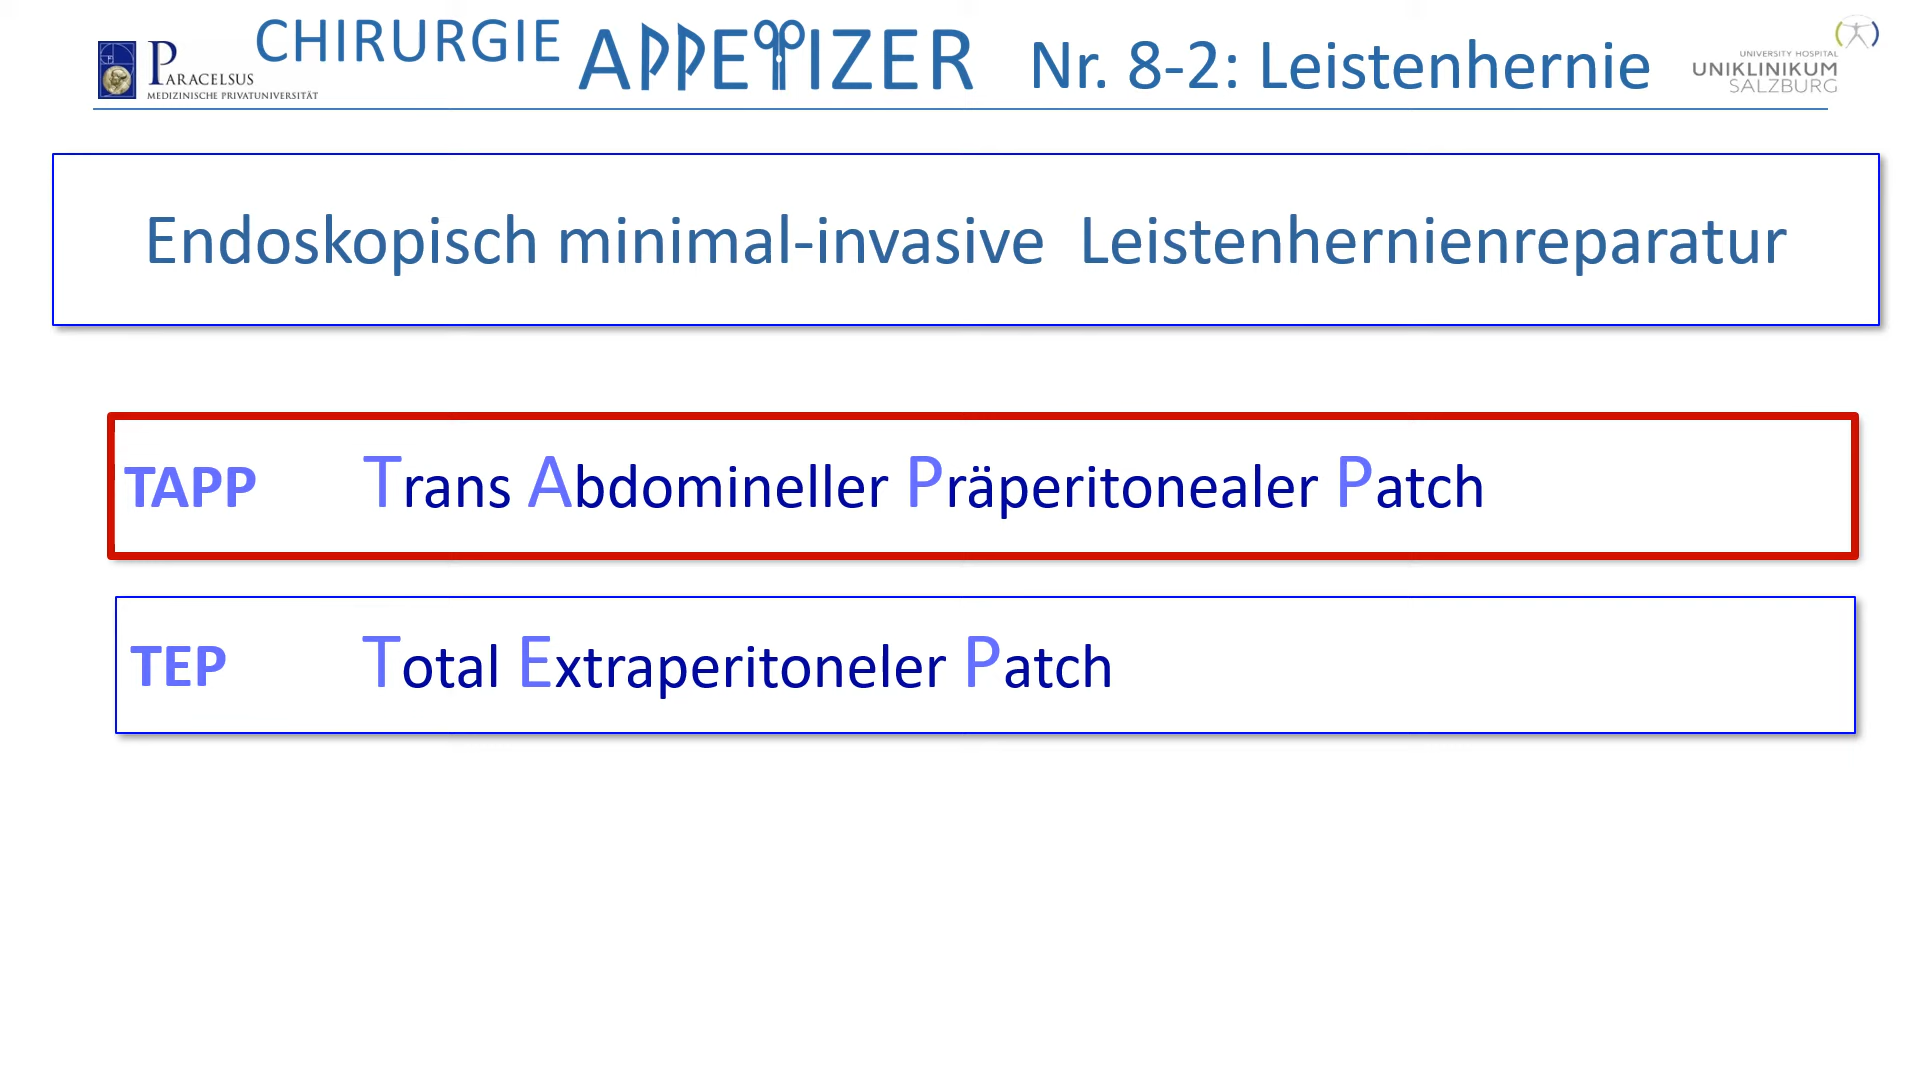 PARACELSUS
MEDIZINISCHE PRIVATUNIVERSITÄT
CHIRURGIE APPETIZER Nr. 8-2: Leistenhernie
UNIVERSITY HOSPITAL
UNIKLINIKUM
SALZBURG
Endoskopisch minimal-invasive Leistenhernienreparatur
TAPP Trans Abdomineller Präperitonealer Patch
TEP Total Extraperitoneler Patch